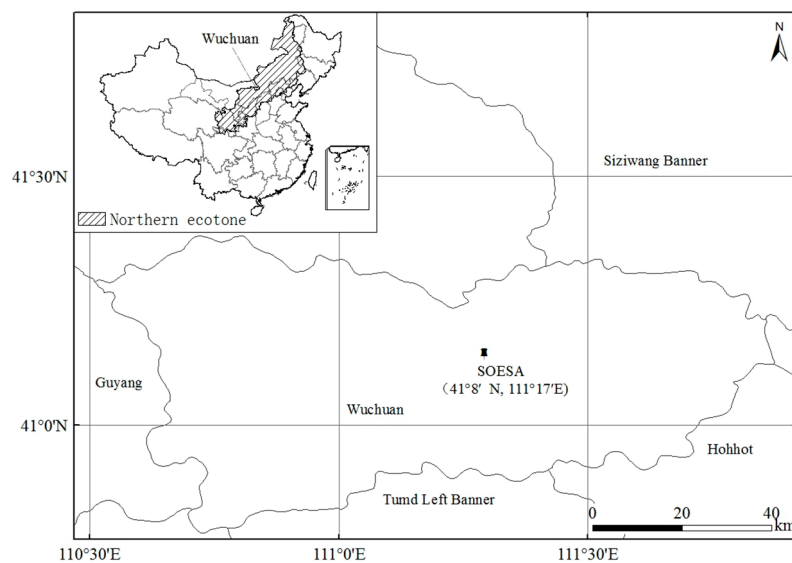 Wuchuan
N
Siziwang Banner
41°30'N
Northern ecotone
SOESA
(41°8′ N, 111°17′E)
Guyang
Wuchuan
41°0'N
Hohhot
Tumd Left Banner
0 20 40
km
110°30'E 111°0'E 111°30'E